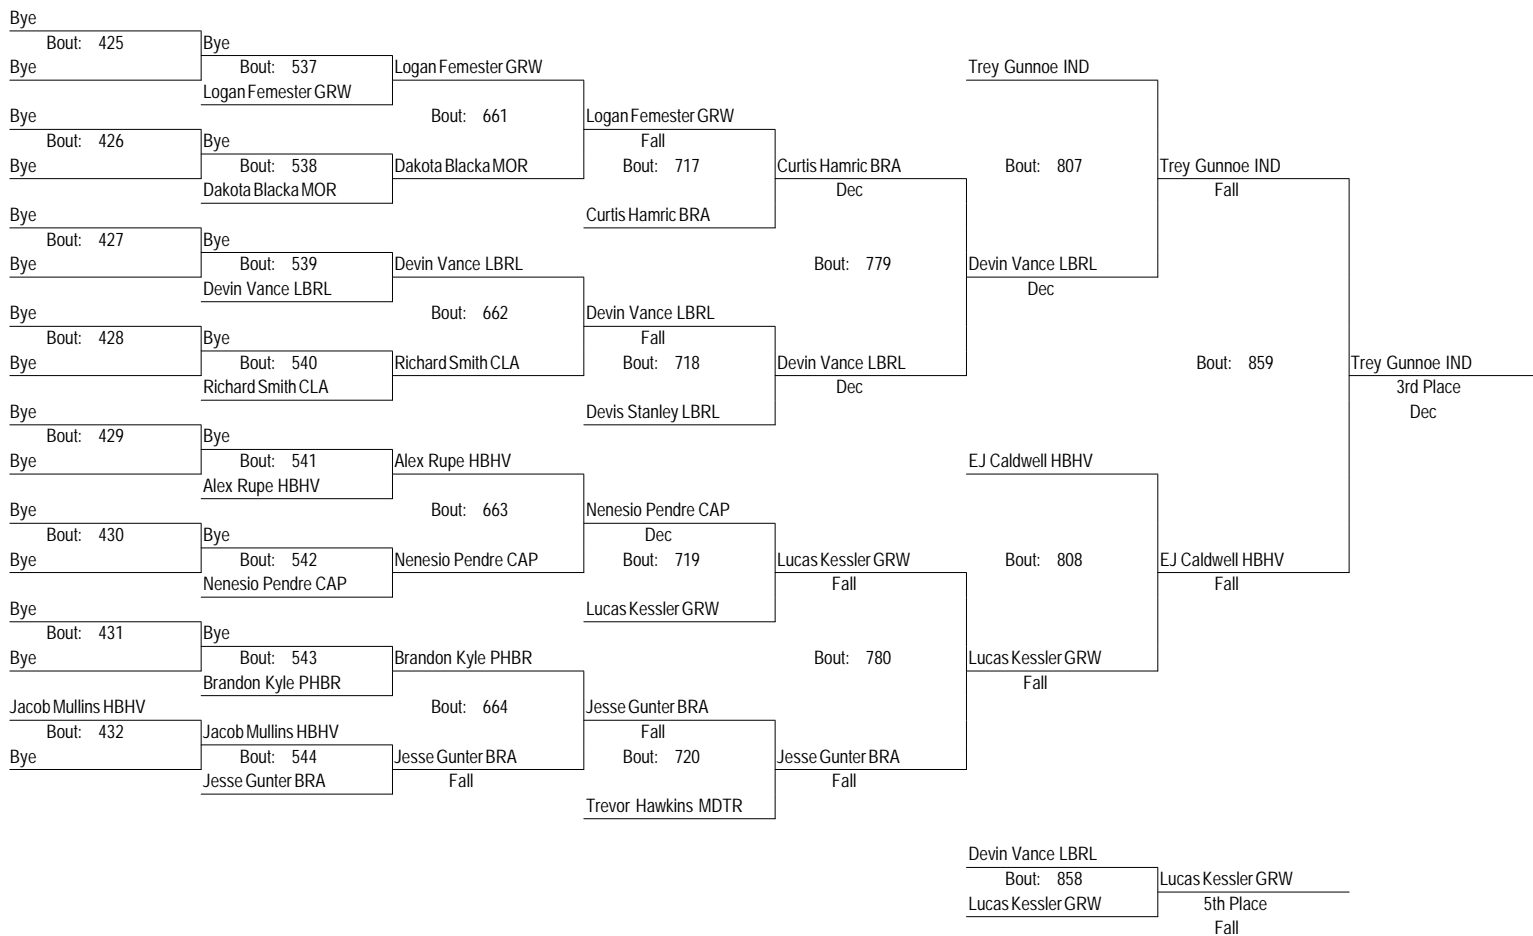 Bye
Bout: 425
Bye
Bye
Bout: 537
Logan Femester GRW
Logan Femester GRW
Trey Gunnoe IND
Bye
Bout: 426
Bye
Bye
Bout: 538
Dakota Blacka MOR
Bout: 661
Dakota Blacka MOR
Logan Femester GRW
Fall
Bout: 717
Curtis Hamric BRA
Curtis Hamric BRA
Dec
Bout: 807
Trey Gunnoe IND
Fall
Bye
Bout: 427
Bye
Bye
Bout: 539
Devin Vance LBRL
Devin Vance LBRL
Bout: 779
Devin Vance LBRL
Dec
Bye
Bout: 428
Bye
Bye
Bout: 540
Richard Smith CLA
Bout: 662
Richard Smith CLA
Devin Vance LBRL
Fall
Bout: 718
Devis Stanley LBRL
Devin Vance LBRL
Dec
Bout: 859
Trey Gunnoe IND
3rd Place
Dec
Bye
Bout: 429
Bye
Bye
Bout: 541
Alex Rupe HBHV
Alex Rupe HBHV
EJ Caldwell HBHV
Bye
Bout: 430
Bye
Bye
Bout: 542
Nenesio Pendre CAP
Bout: 663
Nenesio Pendre CAP
Nenesio Pendre CAP
Dec
Bout: 719
Lucas Kessler GRW
Lucas Kessler GRW
Fall
Bout: 808
EJ Caldwell HBHV
Fall
Bye
Bout: 431
Bye
Bye
Bout: 543
Brandon Kyle PHBR
Brandon Kyle PHBR
Bout: 780
Lucas Kessler GRW
Fall
Jacob Mullins HBHV
Bout: 432
Bye
Jacob Mullins HBHV
Bout: 544
Jesse Gunter BRA
Bout: 664
Jesse Gunter BRA
Fall
Jesse Gunter BRA
Fall
Bout: 720
Trevor Hawkins MDTR
Jesse Gunter BRA
Fall
Devin Vance LBRL
Bout: 858
Lucas Kessler GRW
Lucas Kessler GRW
5th Place
Fall